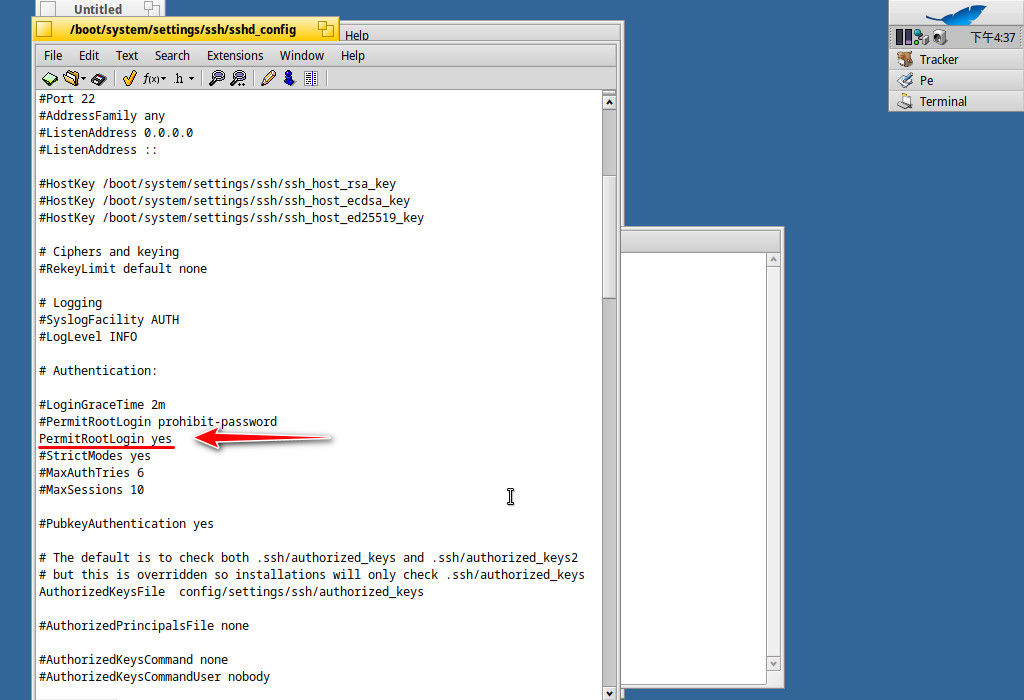 Untitled
/boot/system/settings/ssh/sshd_config
Help
File Edit Text Search Extensions Window Help
f(x) .h
#Port 22
#AddressFamily any
#ListenAddress 0.0.0.0
#ListenAddress ::
#HostKey /boot/system/settings/ssh/ssh_host_rsa_key
#HostKey /boot/system/settings/ssh/ssh_host_ecdsa_key
#HostKey /boot/system/settings/ssh/ssh_host_ed25519_key
# Ciphers and keying
#RekeyLimit default none
# Logging
#SyslogFacility AUTH
#LogLevel INFO
# Authentication:
#LoginGraceTime 2m
#PermitRootLogin prohibit-password
PermitRootLogin yes
#StrictModes yes
#MaxAuthTries 6
#MaxSessions 10
#PubkeyAuthentication yes
# The default is to check both .ssh/authorized_keys and .ssh/authorized_keys2
# but this is overridden so installations will only check .ssh/authorized_keys
AuthorizedKeysFile  config/settings/ssh/authorized_keys
#AuthorizedPrincipalsFile none
#AuthorizedKeysCommand none
#AuthorizedKeysCommandUser nobody
下午4:37
Tracker
Pe
Terminal